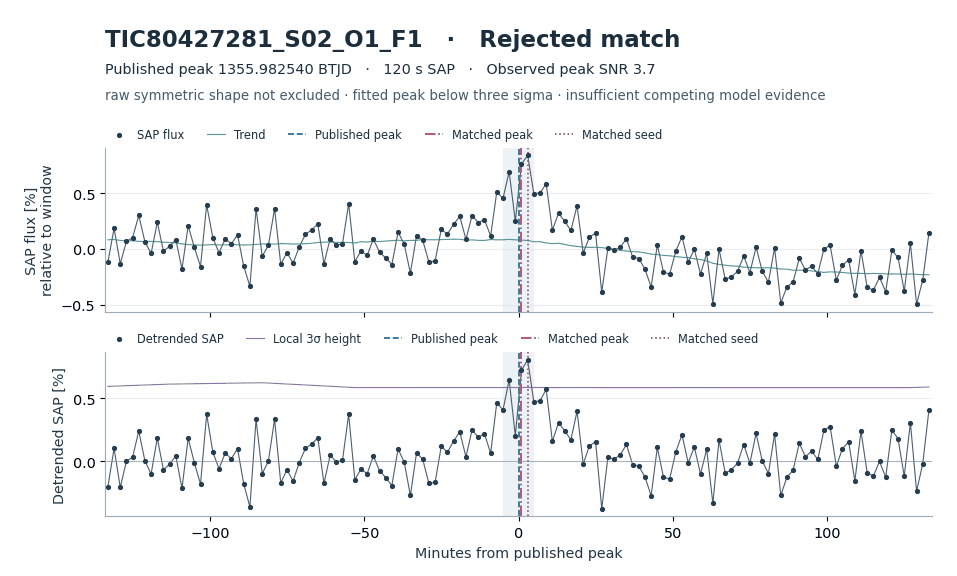 TIC80427281_S02_O1_F1 · Rejected match
Published peak 1355.982540 BTJD · 120 s SAP · Observed peak SNR 3.7
raw symmetric shape not excluded · fitted peak below three sigma · insufficient competing model evidence
SAP flux Trend Published peak Matched peak Matched seed
SAP flux [%]
relative to window
0.5
0.0
−0.5
Detrended SAP Local 3σ height Published peak Matched peak Matched seed
Detrended SAP [%]
0.5
0.0
−100 −50 0 50 100
Minutes from published peak